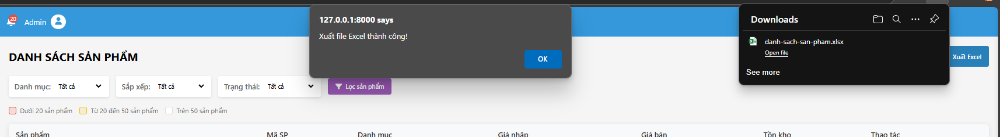 20
Admin
127.0.0.1:8000 says
Xuất file Excel thành công!
OK
Downloads
danh-sach-san-pham.xlsx
Open file
See more
DANH SÁCH SẢN PHẨM
Xuất Excel
Danh mục: Tất cả
Sắp xếp: Tất cả
Trạng thái: Tất cả
Lọc sản phẩm
Dưới 20 sản phẩm
Từ 20 đến 50 sản phẩm
Trên 50 sản phẩm
Sản phẩm Mã SP Danh mục Giá nhập Giá bán Tồn kho Thao tác